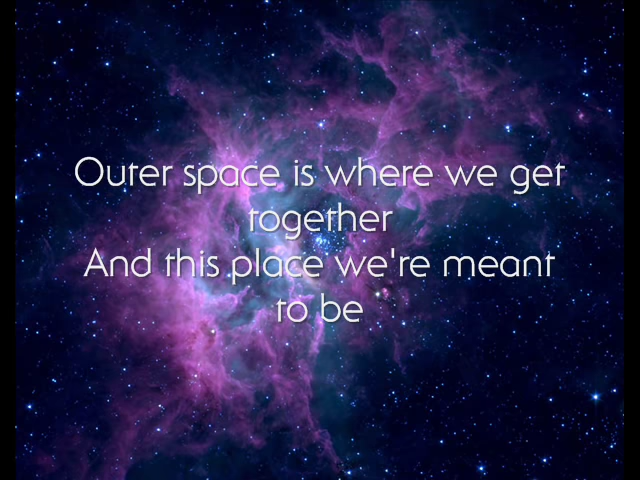 Outer space is where we get
together
And this place we're meant
to be